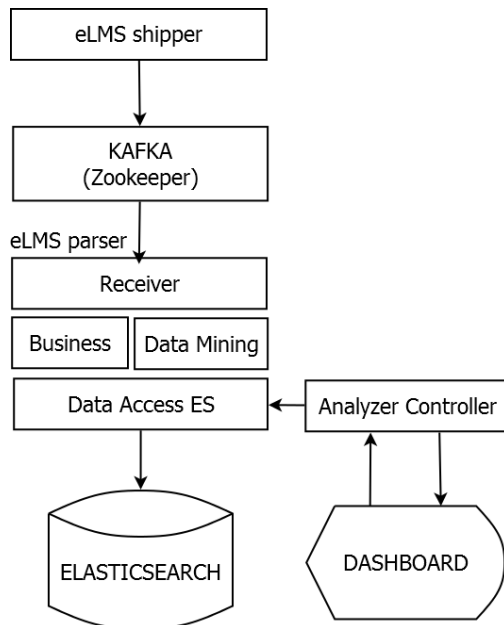 eLMS shipper
KAFKA
(Zookeeper)
eLMS parser
Receiver
Business
Data Mining
Data Access ES
Analyzer Controller
ELASTICSEARCH
DASHBOARD